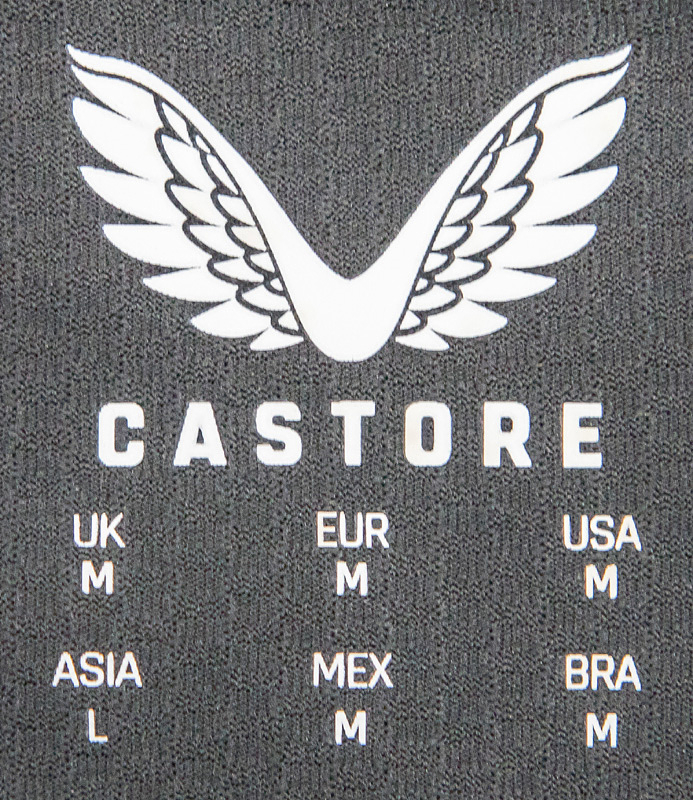 CASTORE
UK EUR USA
M M M
ASIA MEX BRA
L M M